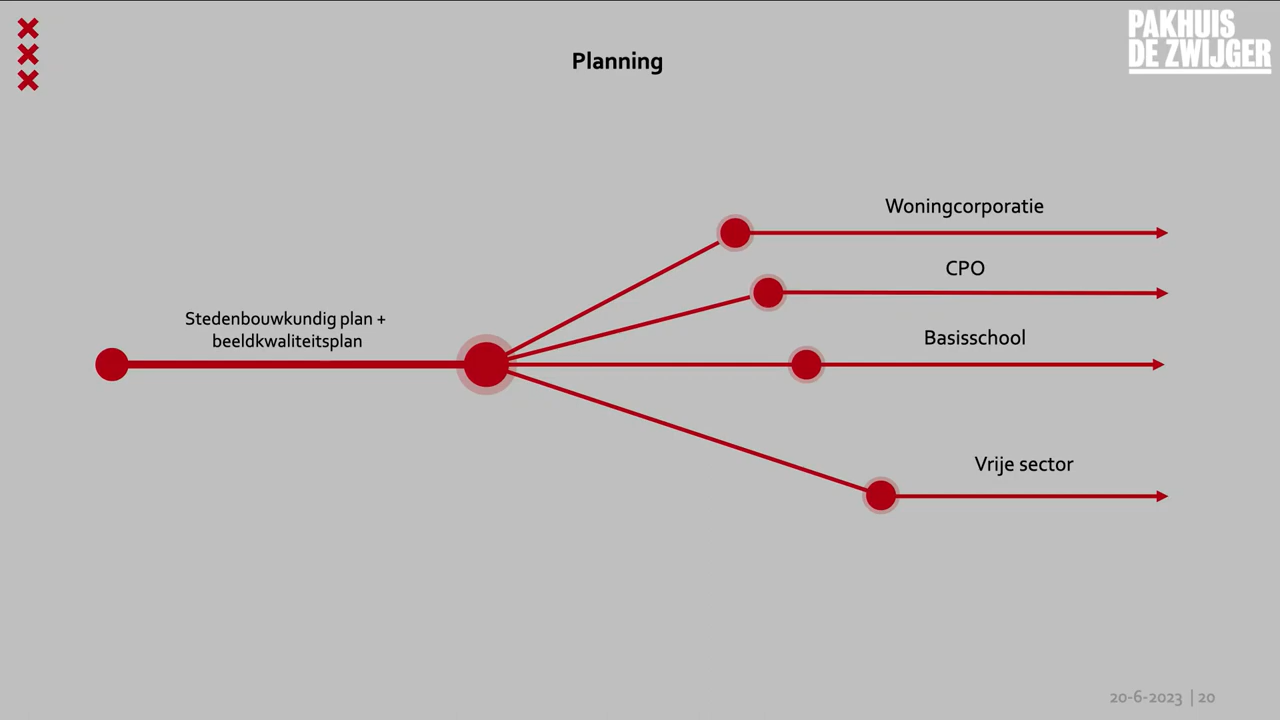 PAKHUIS
DE ZWIJGER
Planning
Woningcorporatie
CPO
Stedenbouwkundig plan +
beeldkwaliteitsplan
Basisschool
Vrije sector
20-6-2023 | 20